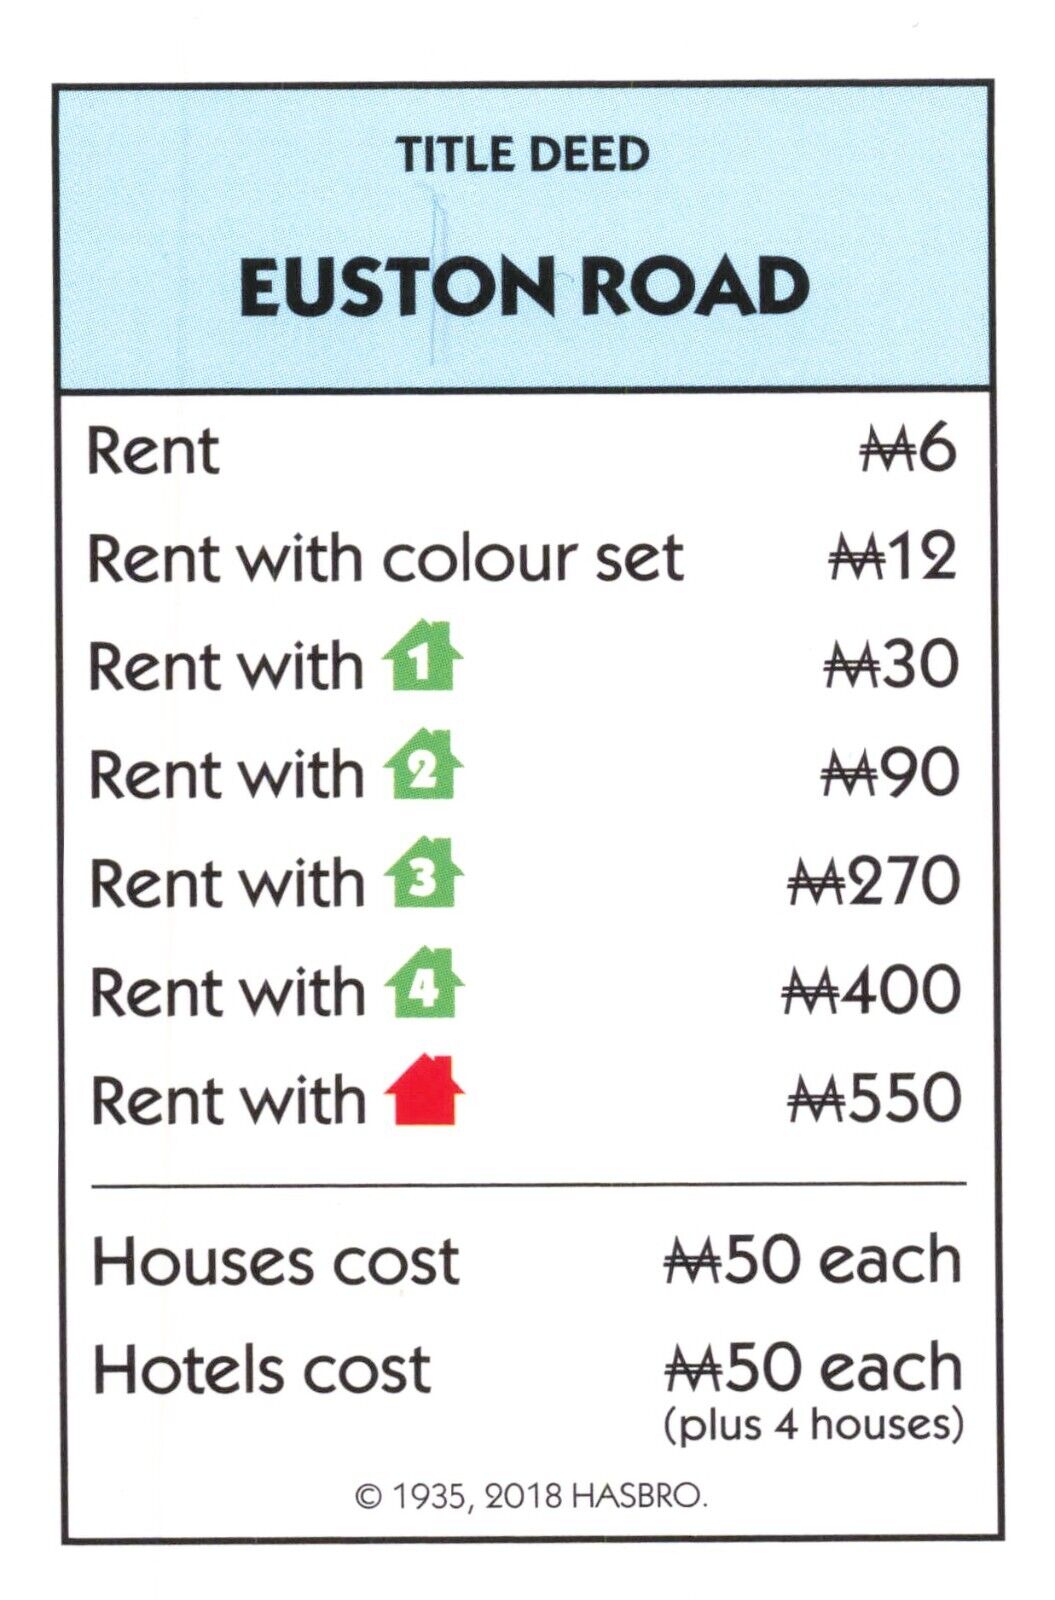 TITLE DEED
EUSTON ROAD
Rent ₩6
Rent with colour set ₩12
Rent with 1 ₩30
Rent with 2 ₩90
Rent with 3 ₩270
Rent with 4 ₩400
Rent with ₩550
Houses cost ₩50 each
Hotels cost ₩50 each
(plus 4 houses)
© 1935, 2018 HASBRO.